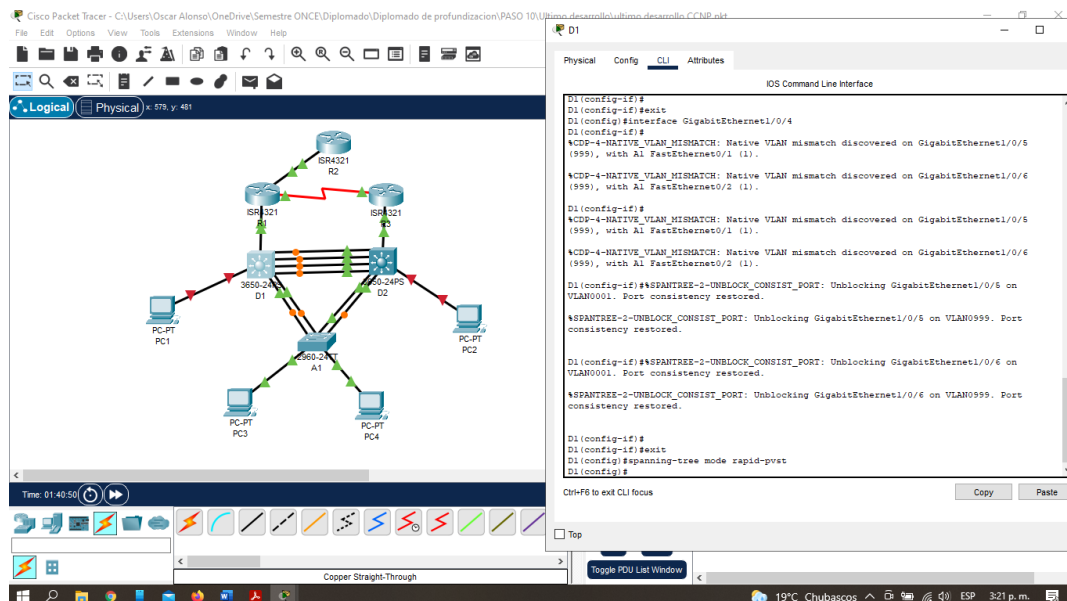 Cisco Packet Tracer - C:\Users\Oscar Alonso\OneDrive\Semestre ONCE\Diplomado\Diplomado de profundizacion\PASO 10\Ultimo desarrollo\ultimo desarrollo CCNP.pkt
File Edit Options View Tools Extensions Window Help
Logical Physical x: 579, y: 481
ISR4321
R2
ISR4321
R1
ISR4321
3650-24PS
D1
3650-24PS
D2
PC-PT
PC1
PC-PT
PC2
2960-24TT
A1
PC-PT
PC3
PC-PT
PC4
Time: 01:40:50
Copper Straight-Through
D1
Physical Config CLI Attributes
IOS Command Line Interface
D1(config-if)#
D1(config-if)#exit
D1(config)#interface GigabitEthernet1/0/4
D1(config-if)#
%CDP-4-NATIVE_VLAN_MISMATCH: Native VLAN mismatch discovered on GigabitEthernet1/0/5
(999), with A1 FastEthernet0/1 (1).
%CDP-4-NATIVE_VLAN_MISMATCH: Native VLAN mismatch discovered on GigabitEthernet1/0/6
(999), with A1 FastEthernet0/2 (1).
D1(config-if)#
%CDP-4-NATIVE_VLAN_MISMATCH: Native VLAN mismatch discovered on GigabitEthernet1/0/5
(999), with A1 FastEthernet0/1 (1).
%CDP-4-NATIVE_VLAN_MISMATCH: Native VLAN mismatch discovered on GigabitEthernet1/0/6
(999), with A1 FastEthernet0/2 (1).
D1(config-if)#%SPANTREE-2-UNBLOCK_CONSIST_PORT: Unblocking GigabitEthernet1/0/5 on
VLAN0001. Port consistency restored.
%SPANTREE-2-UNBLOCK_CONSIST_PORT: Unblocking GigabitEthernet1/0/5 on VLAN0999. Port
consistency restored.
D1(config-if)#%SPANTREE-2-UNBLOCK_CONSIST_PORT: Unblocking GigabitEthernet1/0/6 on
VLAN0001. Port consistency restored.
%SPANTREE-2-UNBLOCK_CONSIST_PORT: Unblocking GigabitEthernet1/0/6 on VLAN0999. Port
consistency restored.
D1(config-if)#
D1(config-if)#exit
D1(config)#spanning-tree mode rapid-pvst
D1(config)#
Ctrl+F6 to exit CLI focus
Copy Paste
Top
Toggle PDU List Window
19°C Chubascos ESP 3:21 p. m.